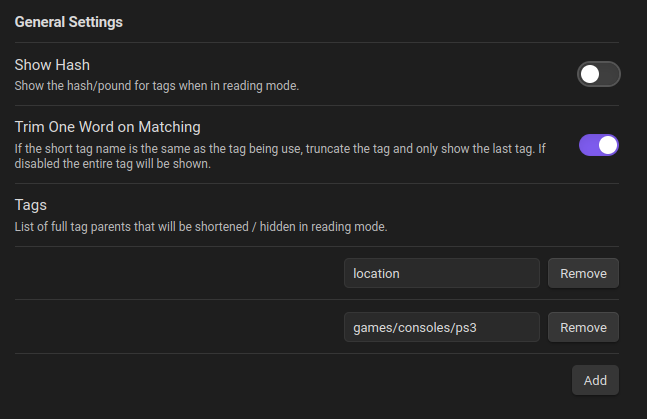 General Settings
Show Hash
Show the hash/pound for tags when in reading mode.
Trim One Word on Matching
If the short tag name is the same as the tag being use, truncate the tag and only show the last tag. If
disabled the entire tag will be shown.
Tags
List of full tag parents that will be shortened / hidden in reading mode.
location
Remove
games/consoles/ps3
Remove
Add